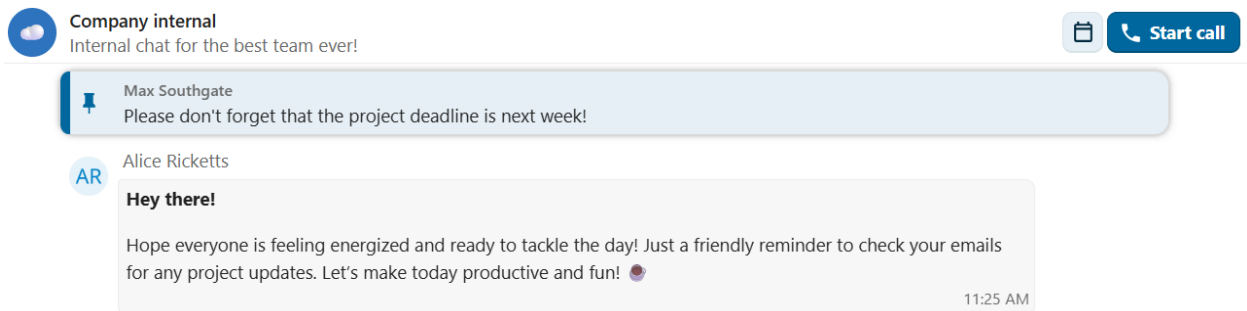 Company internal
Internal chat for the best team ever!
Start call
Max Southgate
Please don't forget that the project deadline is next week!
AR
Alice Ricketts
Hey there!
Hope everyone is feeling energized and ready to tackle the day! Just a friendly reminder to check your emails
for any project updates. Let’s make today productive and fun! ☕
11:25 AM